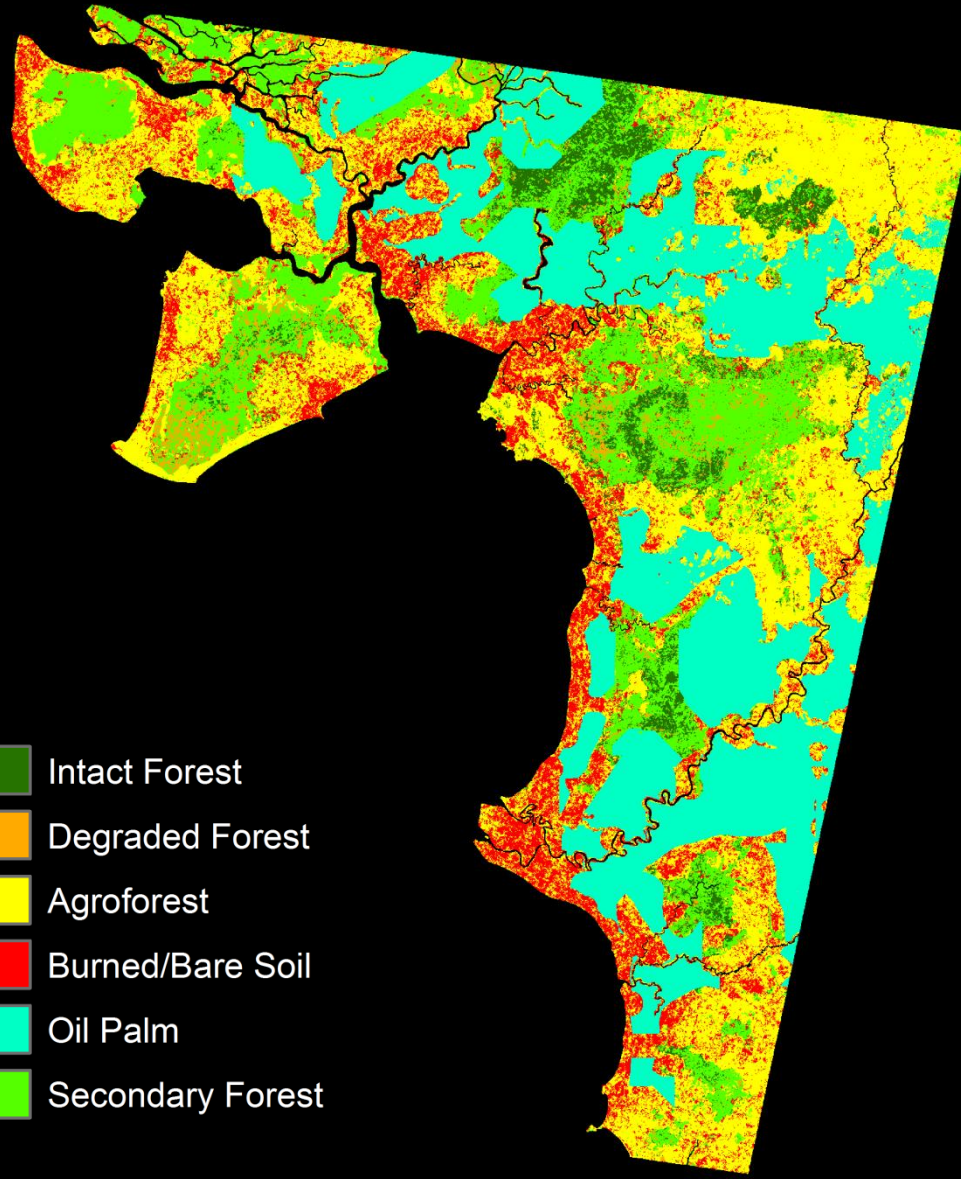 Intact Forest
Degraded Forest
Agroforest
Burned/Bare Soil
Oil Palm
Secondary Forest